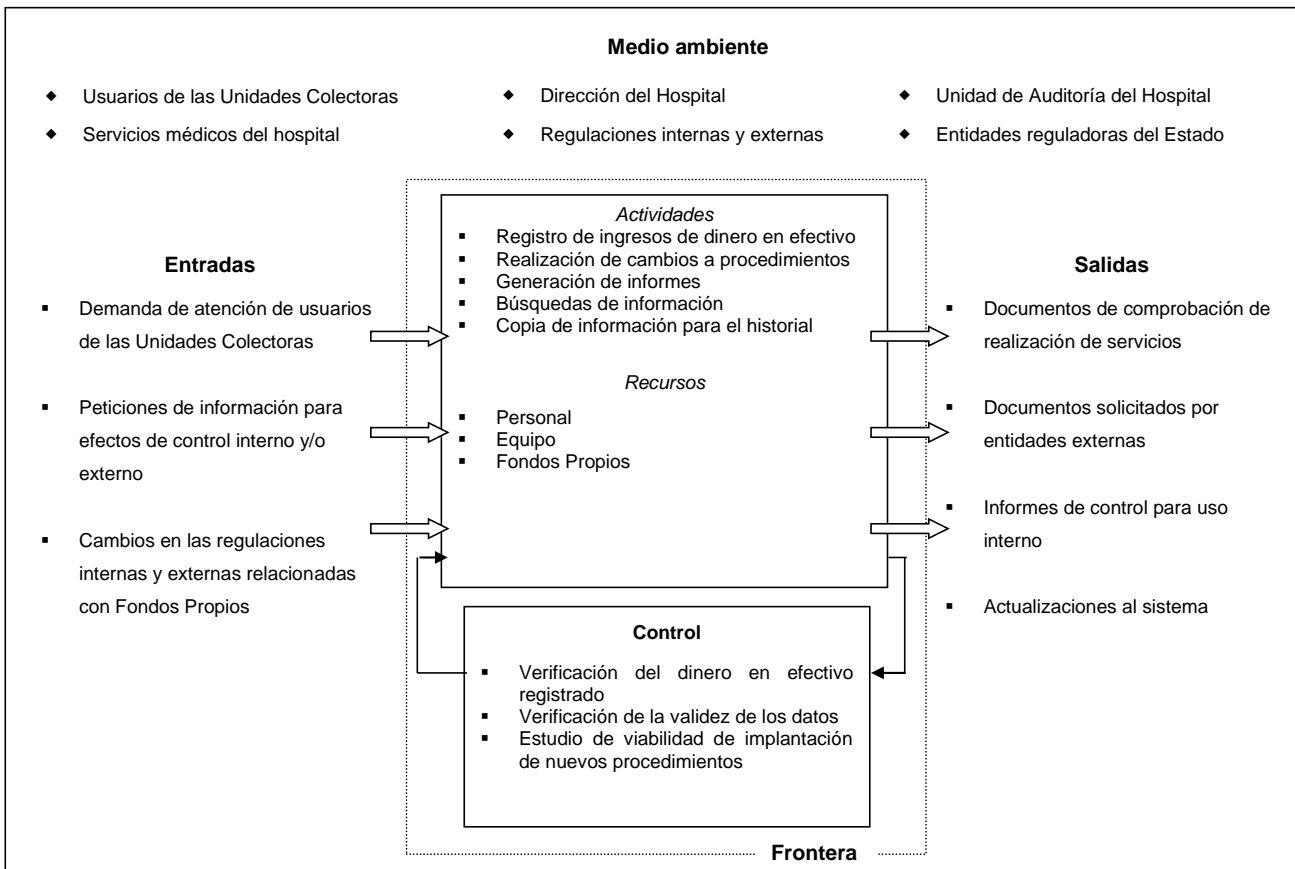 Medio ambiente
◆ Usuarios de las Unidades Colectoras
◆ Servicios médicos del hospital
◆ Dirección del Hospital
◆ Regulaciones internas y externas
◆ Unidad de Auditoría del Hospital
◆ Entidades reguladoras del Estado
Entradas
▪ Demanda de atención de usuarios
de las Unidades Colectoras
▪ Peticiones de información para
efectos de control interno y/o
externo
▪ Cambios en las regulaciones
internas y externas relacionadas
con Fondos Propios
Actividades
▪ Registro de ingresos de dinero en efectivo
▪ Realización de cambios a procedimientos
▪ Generación de informes
▪ Búsquedas de información
▪ Copia de información para el historial
Recursos
▪ Personal
▪ Equipo
▪ Fondos Propios
Control
▪ Verificación del dinero en efectivo
registrado
▪ Verificación de la validez de los datos
▪ Estudio de viabilidad de implantación
de nuevos procedimientos
Frontera
Salidas
▪ Documentos de comprobación de
realización de servicios
▪ Documentos solicitados por
entidades externas
▪ Informes de control para uso
interno
▪ Actualizaciones al sistema